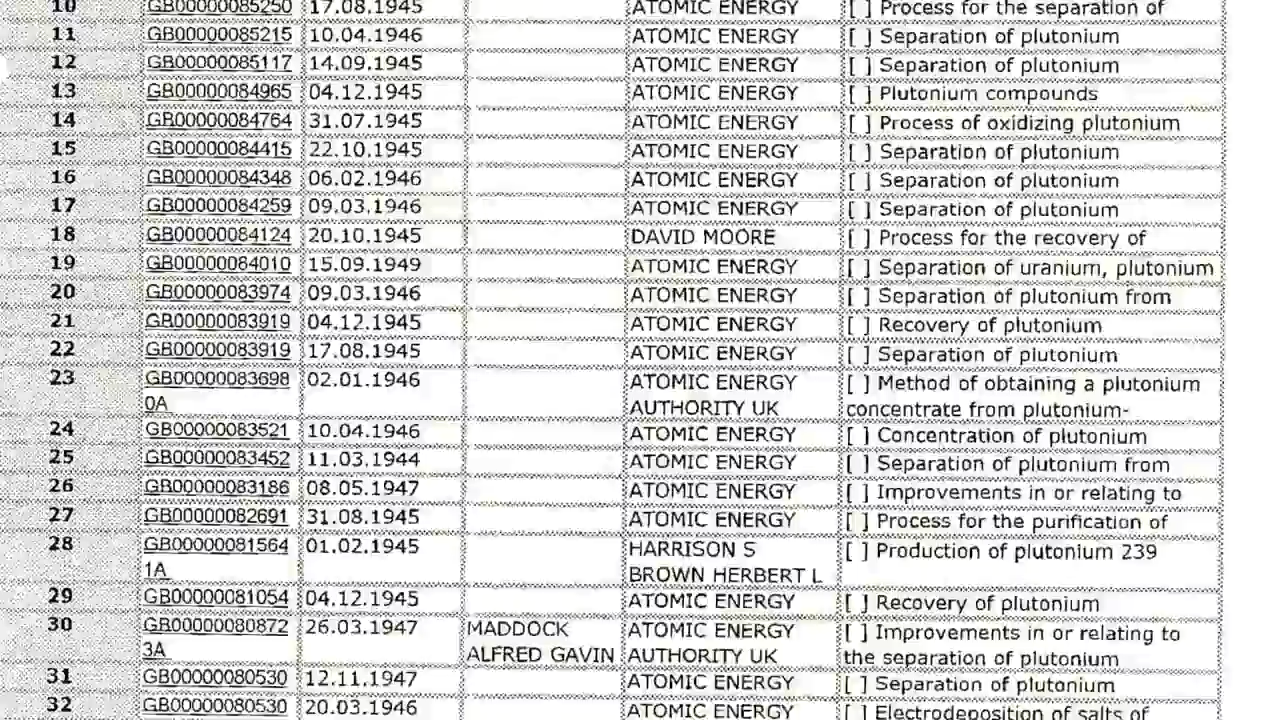 10 GB00000085250 17.08.1945 ATOMIC ENERGY [ ] Process for the separation of
11 GB00000085215 10.04.1946 ATOMIC ENERGY [ ] Separation of plutonium
12 GB00000085117 14.09.1945 ATOMIC ENERGY [ ] Separation of plutonium
13 GB00000084965 04.12.1945 ATOMIC ENERGY [ ] Plutonium compounds
14 GB00000084764 31.07.1945 ATOMIC ENERGY [ ] Process of oxidizing plutonium
15 GB00000084415 22.10.1945 ATOMIC ENERGY [ ] Separation of plutonium
16 GB00000084348 06.02.1946 ATOMIC ENERGY [ ] Separation of plutonium
17 GB00000084259 09.03.1946 ATOMIC ENERGY [ ] Separation of plutonium
18 GB00000084124 20.10.1945 DAVID MOORE [ ] Process for the recovery of
19 GB00000084010 15.09.1949 ATOMIC ENERGY [ ] Separation of uranium, plutonium
20 GB00000083974 09.03.1946 ATOMIC ENERGY [ ] Separation of plutonium from
21 GB00000083919 04.12.1945 ATOMIC ENERGY [ ] Recovery of plutonium
22 GB00000083919 17.08.1945 ATOMIC ENERGY [ ] Separation of plutonium
23 GB00000083698 02.01.1946 ATOMIC ENERGY [ ] Method of obtaining a plutonium
0A AUTHORITY UK concentrate from plutonium-
24 GB00000083521 10.04.1946 ATOMIC ENERGY [ ] Concentration of plutonium
25 GB00000083452 11.03.1944 ATOMIC ENERGY [ ] Separation of plutonium from
26 GB00000083186 08.05.1947 ATOMIC ENERGY [ ] Improvements in or relating to
27 GB00000082691 31.08.1945 ATOMIC ENERGY [ ] Process for the purification of
28 GB00000081564 01.02.1945 HARRISON S [ ] Production of plutonium 239
1A BROWN HERBERT L
29 GB00000081054 04.12.1945 ATOMIC ENERGY [ ] Recovery of plutonium
30 GB00000080872 26.03.1947 MADDOCK ATOMIC ENERGY [ ] Improvements in or relating to
3A ALFRED GAVIN AUTHORITY UK the separation of plutonium
31 GB00000080530 12.11.1947 ATOMIC ENERGY [ ] Separation of plutonium
32 GB00000080530 20.03.1946 ATOMIC ENERGY [ ] Electrodeposition of salts of